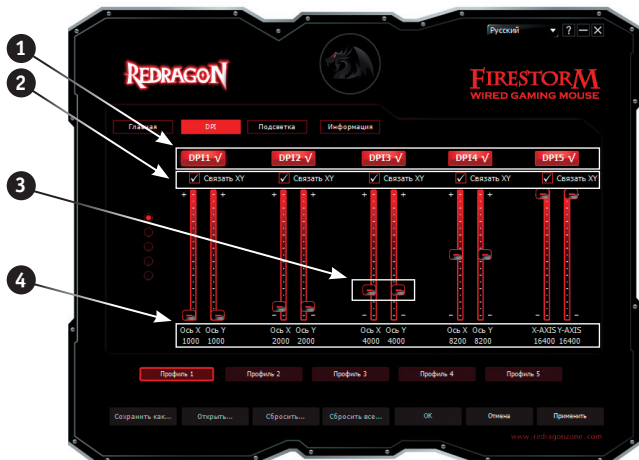 Русский ? – ×
1
2
3
4
REDRAGON
FIRESTORM
WIRED GAMING MOUSE
Главная DPI Подсветка Информация
DPI1 √ DPI2 √ DPI3 √ DPI4 √ DPI5 √
✓ Связать XY ✓ Связать XY ✓ Связать XY ✓ Связать XY ✓ Связать XY
+ + + + + + + +
– – – – – –
Ось X Ось Y Ось X Ось Y Ось X Ось Y Ось X Ось Y X-AXIS Y-AXIS
1000 1000 2000 2000 4000 4000 8200 8200 16400 16400
Профиль 1 Профиль 2 Профиль 3 Профиль 4 Профиль 5
Сохранить как... Открыть... Сбросить... Сбросить все... OK Отмена Применить
www.redragonzone.com